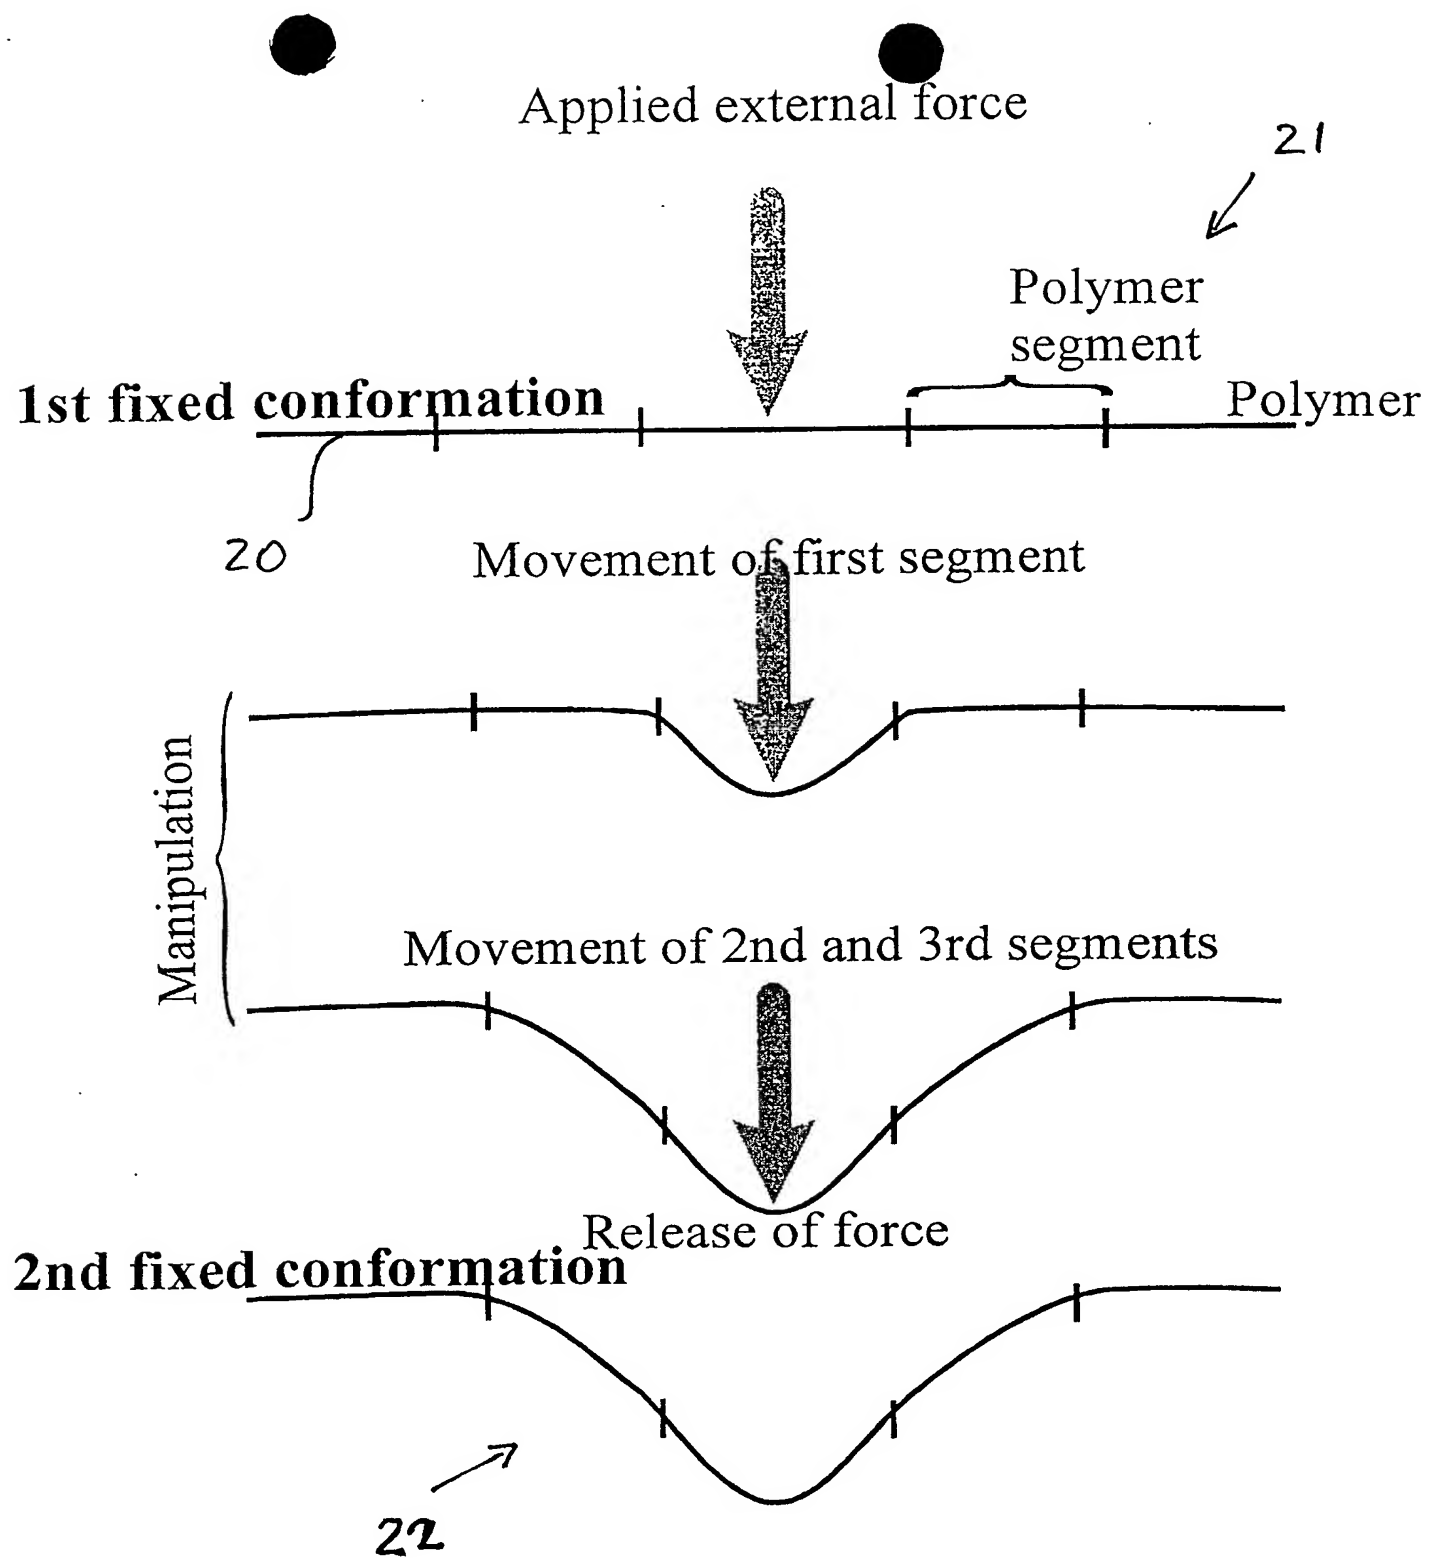 Applied external force
21
Polymer
segment
1st fixed conformation
Polymer
20
Movement of first segment
Manipulation
Movement of 2nd and 3rd segments
Release of force
2nd fixed conformation
22